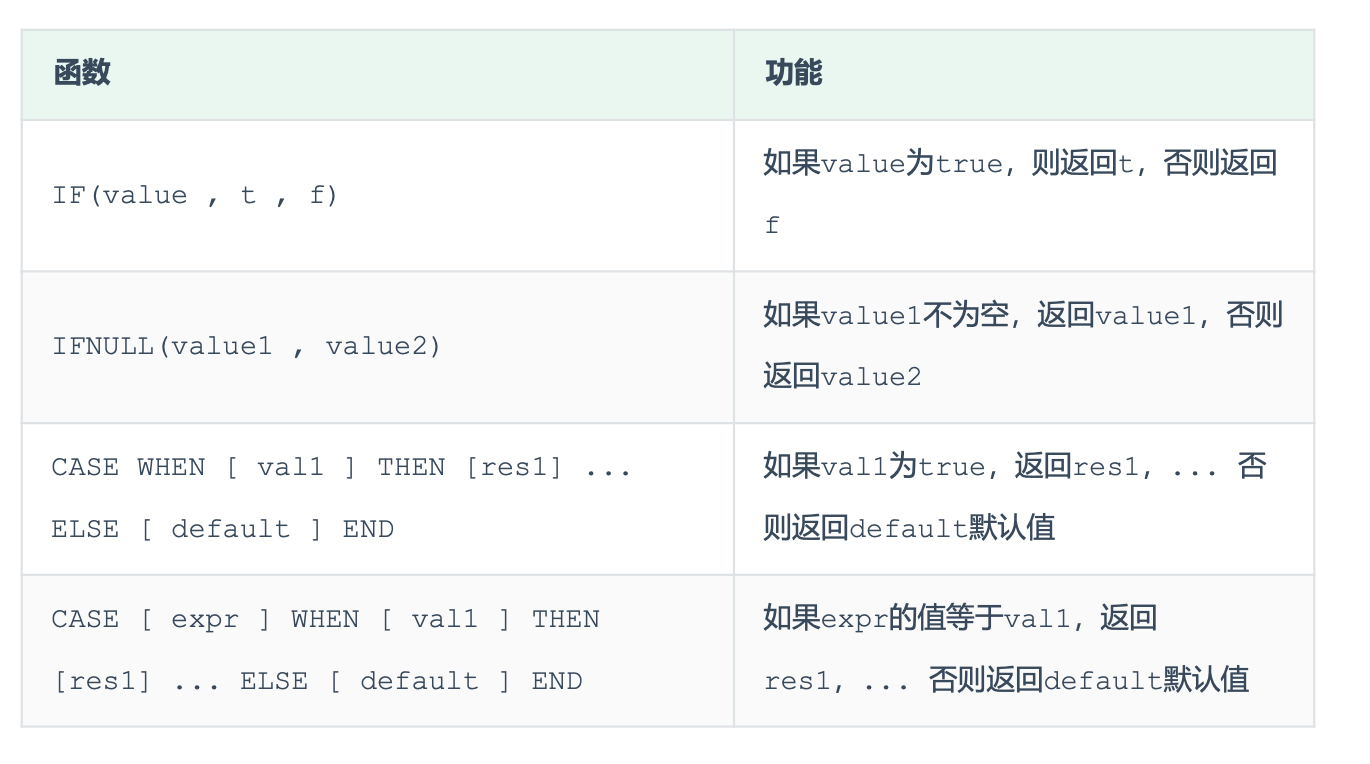 函数
功能
IF(value , t , f)
如果value为true，则返回t，否则返回
f
IFNULL(value1 , value2)
如果value1不为空，返回value1，否则
返回value2
CASE WHEN [ val1 ] THEN [res1] ...
ELSE [ default ] END
如果val1为true，返回res1，... 否
则返回default默认值
CASE [ expr ] WHEN [ val1 ] THEN
[res1] ... ELSE [ default ] END
如果expr的值等于val1，返回
res1，... 否则返回default默认值